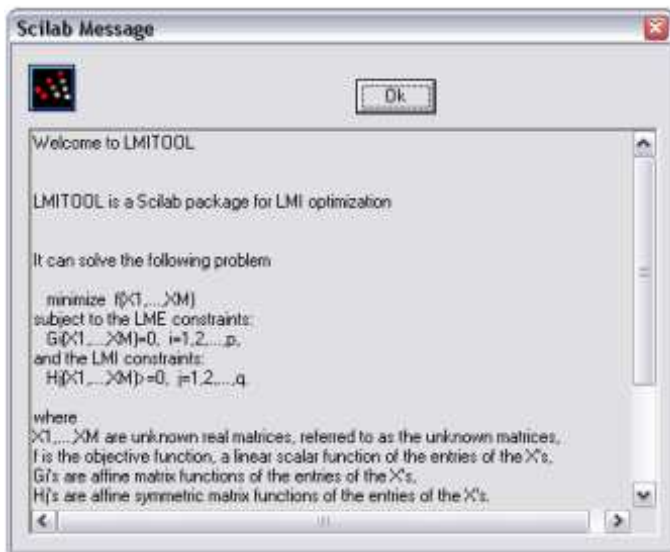 Scilab Message
Ok
Welcome to LMITOOL
LMITOOL is a Scilab package for LMI optimization
It can solve the following problem
minimize f(X1,...,XM)
subject to the LME constraints:
Gi(X1,...,XM)=0, i=1,2,...,p,
and the LMI constraints:
Hj(X1,...,XM)>=0, j=1,2,...,q
where
X1,...,XM are unknown real matrices, referred to as the unknown matrices,
f is the objective function, a linear scalar function of the entries of the X's,
Gi's are affine matrix functions of the entries of the X's,
Hj's are affine symmetric matrix functions of the entries of the X's.